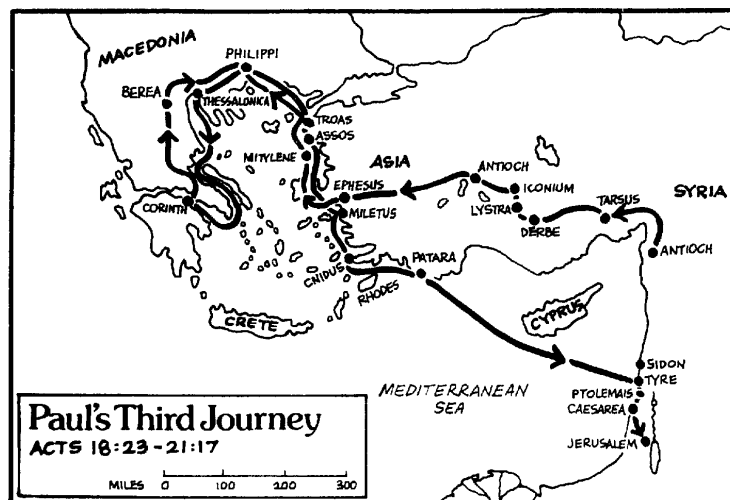 MACEDONIA
PHILIPPI
BEREA
THESSALONICA
TROAS
ASSOS
MITYLENE
ASIA
ANTIOCH
ICONIUM
EPHESUS
LYSTRA
TARSUS
SYRIA
CORINTH
MILETUS
DERBE
ANTIOCH
CNIDUS
PATARA
RHODES
CRETE
CYPRUS
SIDON
TYRE
MEDITERRANEAN
SEA
PTOLEMAIS
CAESAREA
JERUSALEM
Paul's Third Journey
ACTS 18:23-21:17
MILES 0 100 200 300